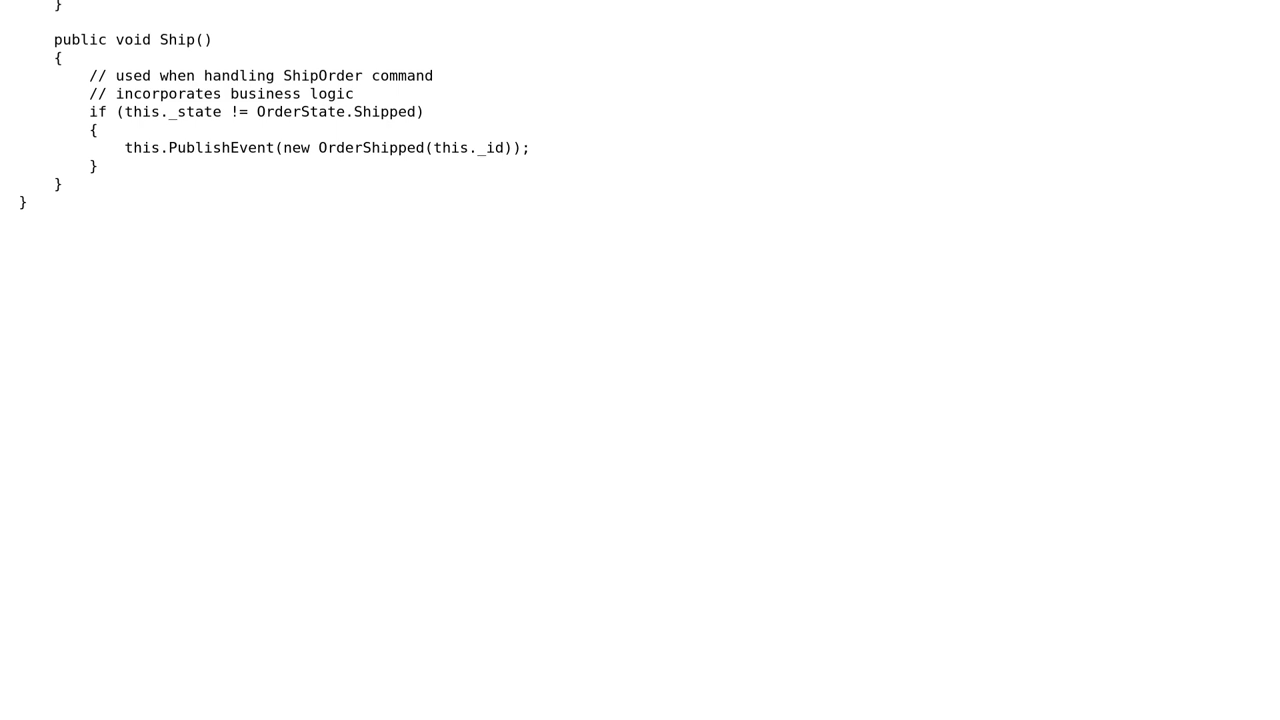 }
public void Ship()
{
// used when handling ShipOrder command
// incorporates business logic
if (this._state != OrderState.Shipped)
{
this.PublishEvent(new OrderShipped(this._id));
}
}
}